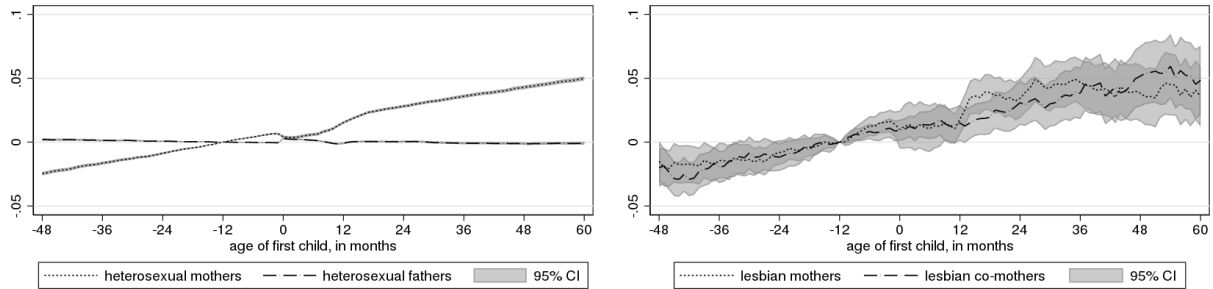 .1
.05
0
-.05
-48 -36 -24 -12 0 12 24 36 48 60
age of first child, in months
heterosexual mothers heterosexual fathers 95% CI
.1
.05
0
-.05
-48 -36 -24 -12 0 12 24 36 48 60
age of first child, in months
lesbian mothers lesbian co-mothers 95% CI